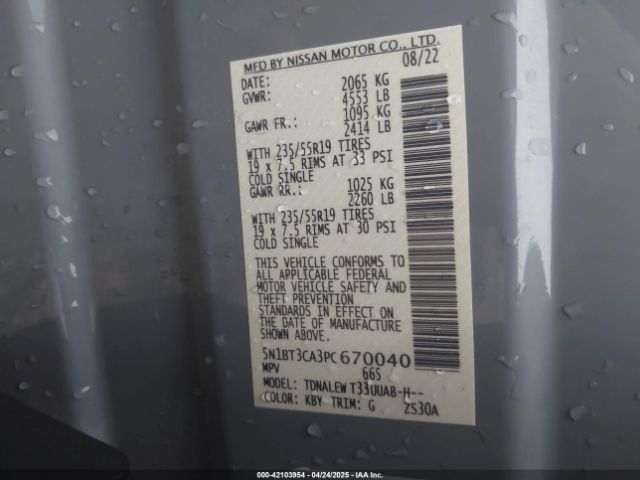 MFD BY NISSAN MOTOR CO., LTD.
DATE: 08/22
GVWR: 2065 KG
4553 LB
GAWR FR.: 1095 KG
2414 LB
WITH 235/55R19 TIRES
19 x 7.5 RIMS AT 33 PSI
COLD SINGLE
GAWR RR.: 1025 KG
2260 LB
WITH 235/55R19 TIRES
19 x 7.5 RIMS AT 30 PSI
COLD SINGLE
THIS VEHICLE CONFORMS TO
ALL APPLICABLE FEDERAL
MOTOR VEHICLE SAFETY AND
THEFT PREVENTION
STANDARDS IN EFFECT ON
THE DATE OF MANUFACTURE
SHOWN ABOVE.
5N1BT3CA3PC670040
MPV 665
MODEL: TDNALEW T33UUAB-H--
COLOR: KBY TRIM: G ZS30A
000-42103954 - 04/24/2025 - IAA Inc.